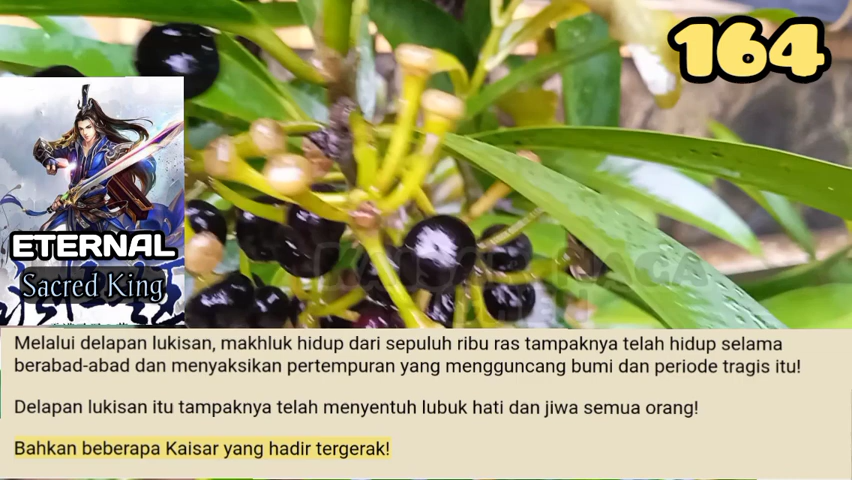 164
ETERNAL
Sacred King
Melalui delapan lukisan, makhluk hidup dari sepuluh ribu ras tampaknya telah hidup selama
berabad-abad dan menyaksikan pertempuran yang mengguncang bumi dan periode tragis itu!
Delapan lukisan itu tampaknya telah menyentuh lubuk hati dan jiwa semua orang!
Bahkan beberapa Kaisar yang hadir tergerak!